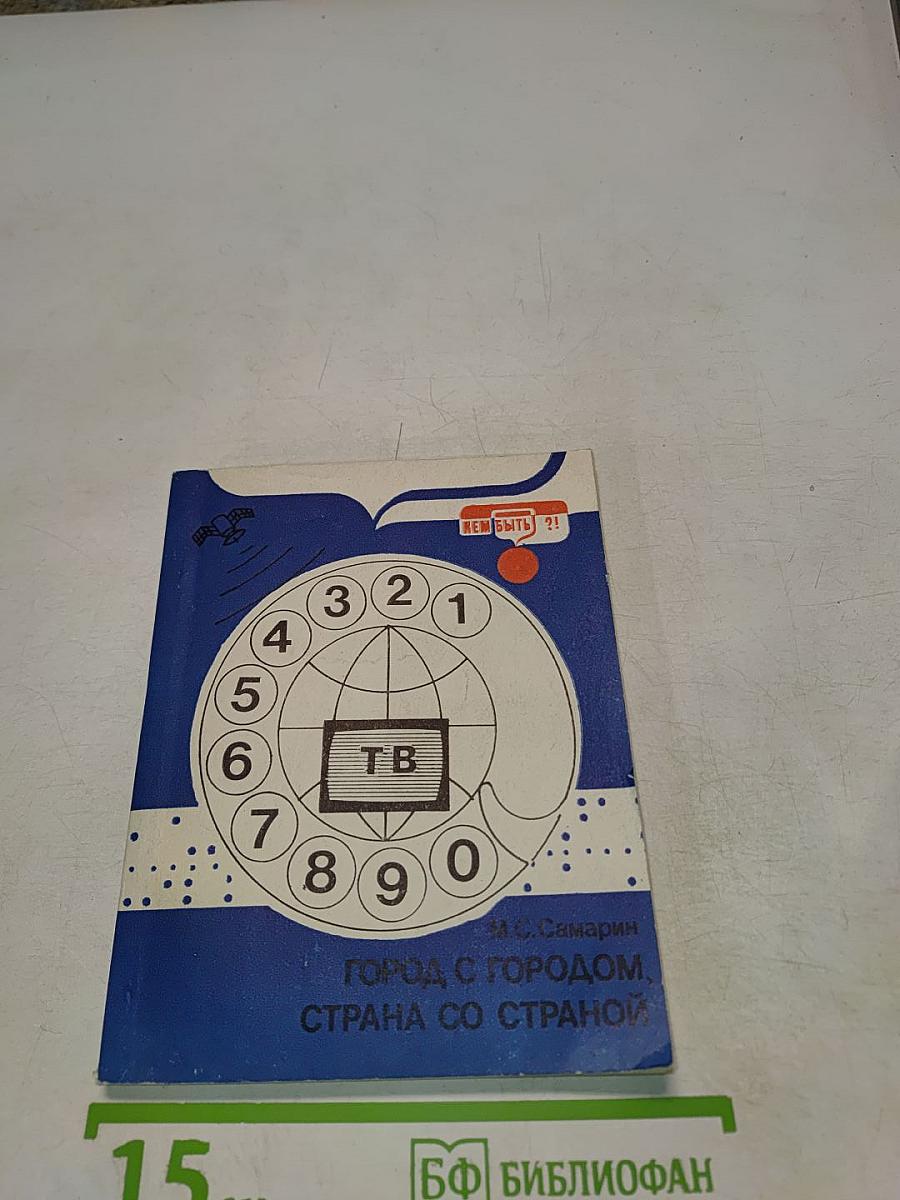 КЕМ БЫТЬ ?!
1
2
3
4
5
6
7
8
9
0
ТВ
М.С.Самарин
ГОРОД С ГОРОДОМ,
СТРАНА СО СТРАНОЙ
15
БФ БИБЛИОФАН